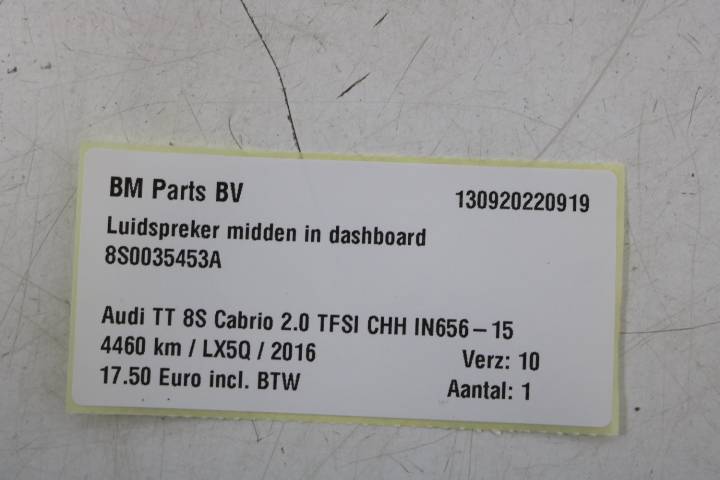 BM Parts BV 130920220919
Luidspreker midden in dashboard
8S0035453A
Audi TT 8S Cabrio 2.0 TFSI CHH IN656-15
4460 km / LX5Q / 2016 Verz: 10
17.50 Euro incl. BTW Aantal: 1